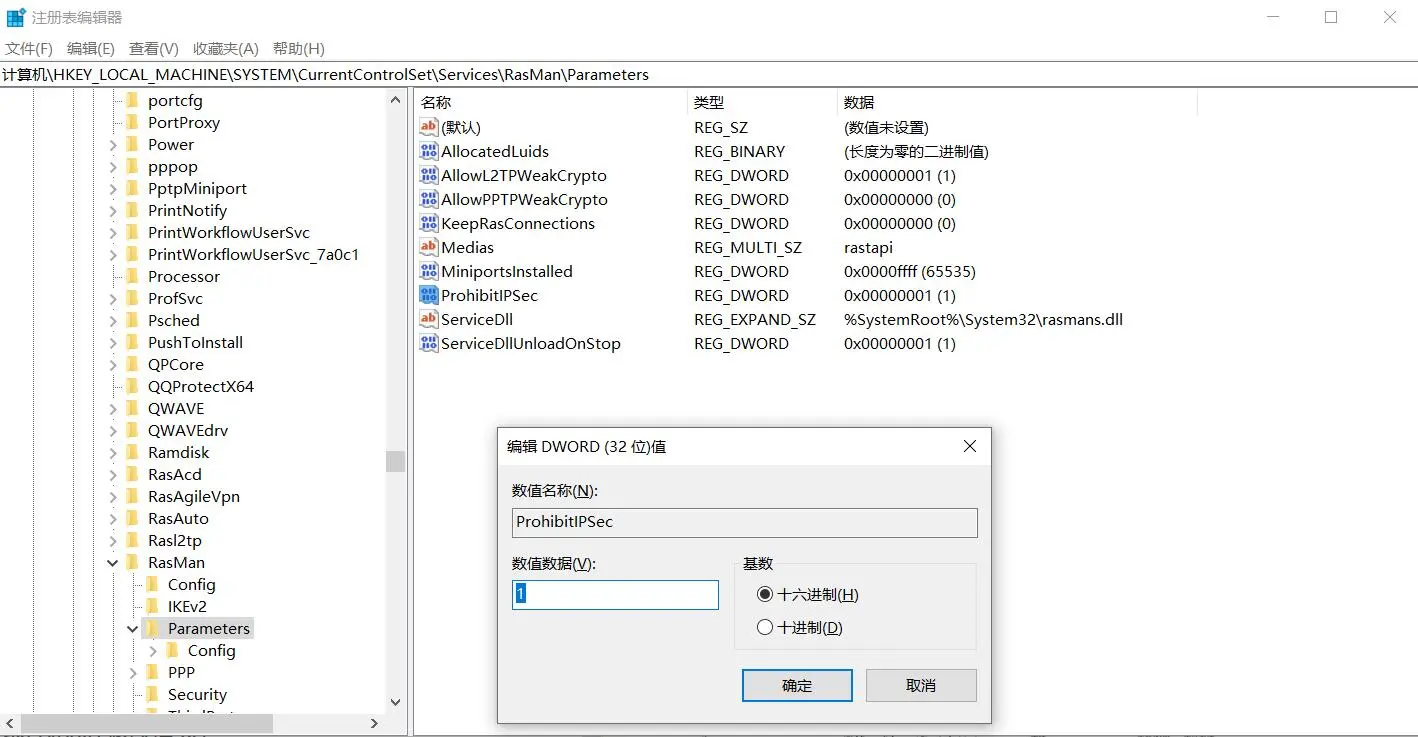 注册表编辑器
文件(F) 编辑(E) 查看(V) 收藏夹(A) 帮助(H)
计算机\HKEY_LOCAL_MACHINE\SYSTEM\CurrentControlSet\Services\RasMan\Parameters
portcfg
PortProxy
Power
pppop
PptpMiniport
PrintNotify
PrintWorkflowUserSvc
PrintWorkflowUserSvc_7a0c1
Processor
ProfSvc
Psched
PushToInstall
QPCore
QQProtectX64
QWAVE
QWAVEdrv
Ramdisk
RasAcd
RasAgileVpn
RasAuto
Rasl2tp
RasMan
Config
IKEv2
Parameters
Config
PPP
Security
名称 类型 数据
(默认) REG_SZ (数值未设置)
AllocatedLuids REG_BINARY (长度为零的二进制值)
AllowL2TPWeakCrypto REG_DWORD 0x00000001 (1)
AllowPPTPWeakCrypto REG_DWORD 0x00000000 (0)
KeepRasConnections REG_DWORD 0x00000000 (0)
Medias REG_MULTI_SZ rastapi
MiniportsInstalled REG_DWORD 0x0000ffff (65535)
ProhibitIPSec REG_DWORD 0x00000001 (1)
ServiceDll REG_EXPAND_SZ %SystemRoot%\System32\rasmans.dll
ServiceDllUnloadOnStop REG_DWORD 0x00000001 (1)
编辑 DWORD (32 位)值
数值名称(N):
ProhibitIPSec
数值数据(V):
1
基数
十六进制(H)
十进制(D)
确定 取消